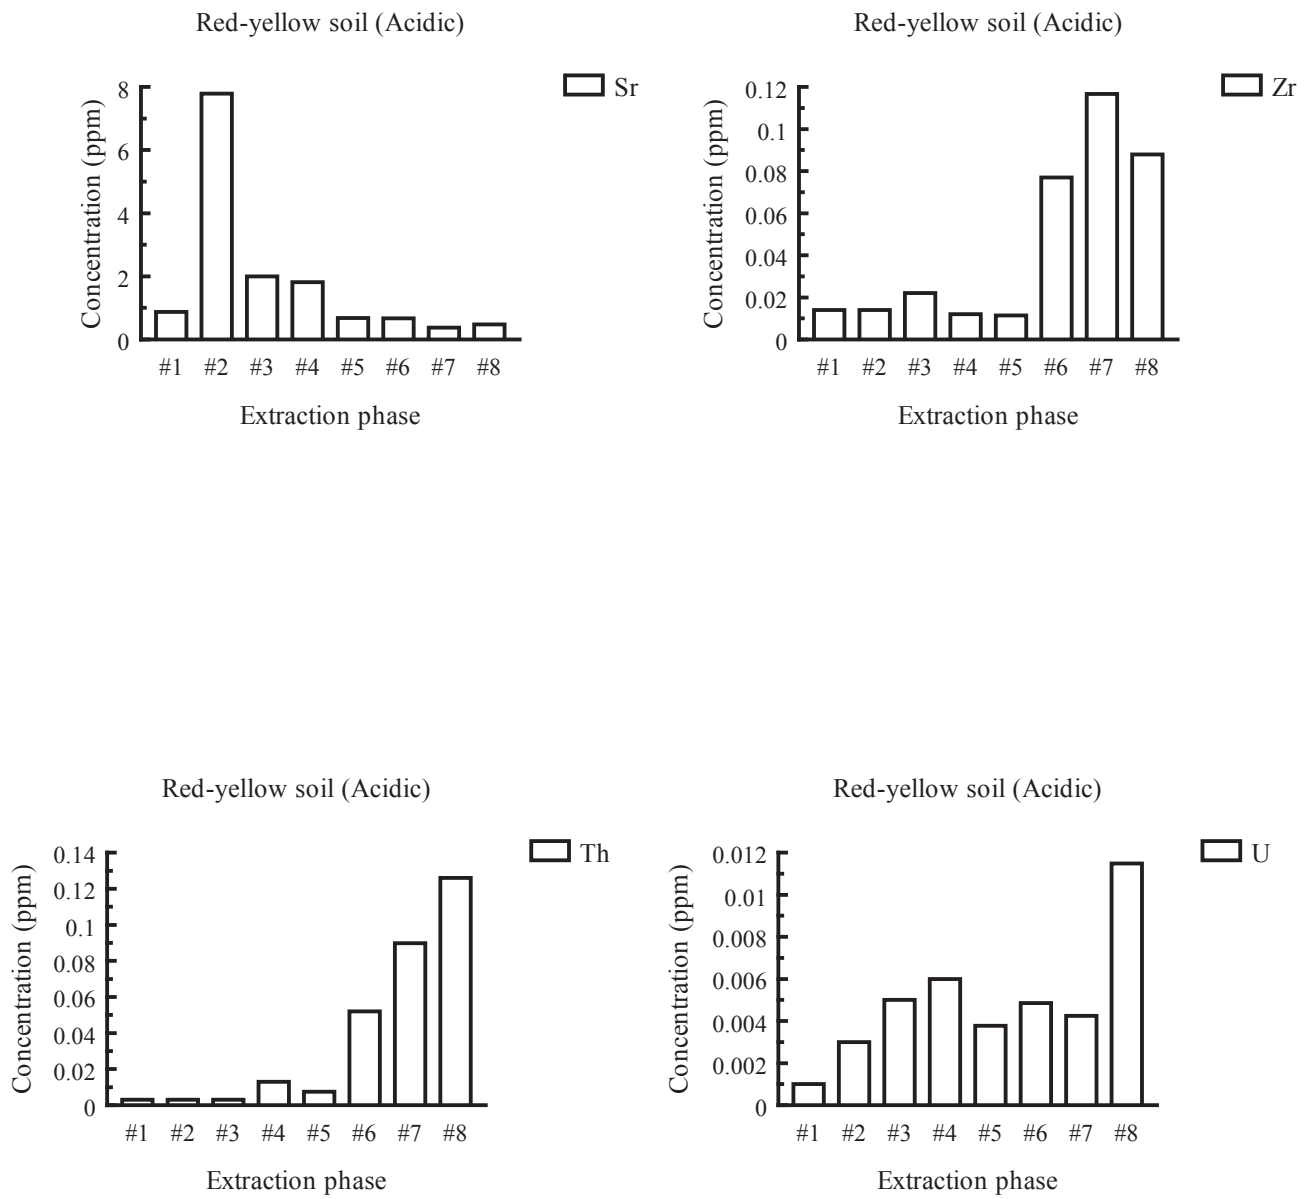 Red-yellow soil (Acidic)
Sr
Concentration (ppm)
8
6
4
2
0
#1 #2 #3 #4 #5 #6 #7 #8
Extraction phase
Red-yellow soil (Acidic)
Zr
Concentration (ppm)
0.12
0.1
0.08
0.06
0.04
0.02
0
#1 #2 #3 #4 #5 #6 #7 #8
Extraction phase
Red-yellow soil (Acidic)
Th
Concentration (ppm)
0.14
0.12
0.1
0.08
0.06
0.04
0.02
0
#1 #2 #3 #4 #5 #6 #7 #8
Extraction phase
Red-yellow soil (Acidic)
U
Concentration (ppm)
0.012
0.01
0.008
0.006
0.004
0.002
0
#1 #2 #3 #4 #5 #6 #7 #8
Extraction phase